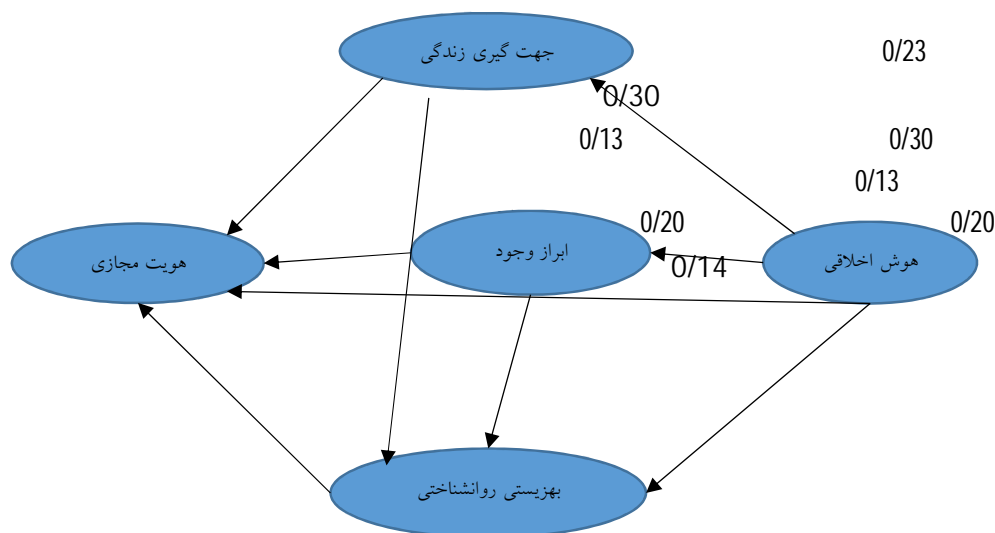 جهت گیری زندگی
0/23
0/30
0/13
0/30
0/13
0/20
0/20
ابراز وجود
هوش اخلاقی
هویت مجازی
0/14
بهزیستی روانشناختی